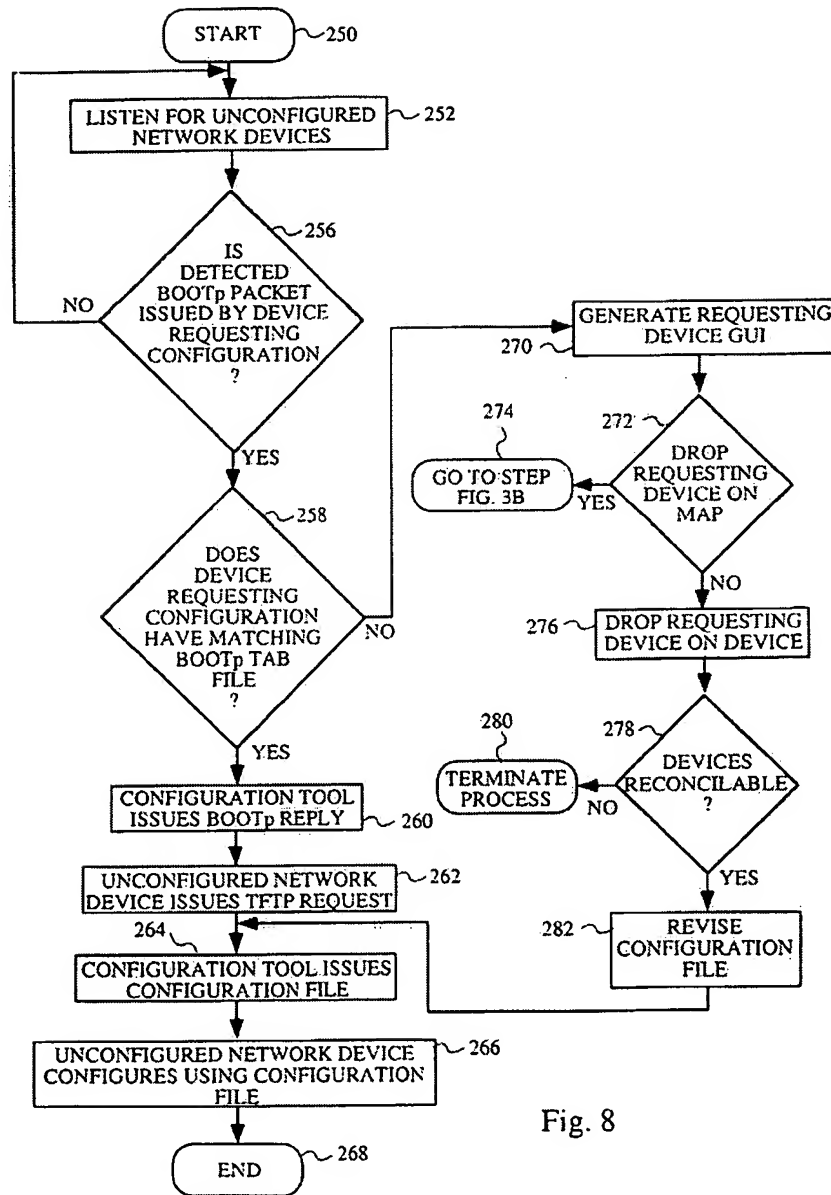 START
250
LISTEN FOR UNCONFIGURED
NETWORK DEVICES
252
256
IS
DETECTED
BOOTp PACKET
ISSUED BY DEVICE
REQUESTING
CONFIGURATION
?
NO
YES
258
DOES
DEVICE
REQUESTING
CONFIGURATION
HAVE MATCHING
BOOTp TAB
FILE
?
NO
YES
CONFIGURATION TOOL
ISSUES BOOTp REPLY
260
UNCONFIGURED NETWORK
DEVICE ISSUES TFTP REQUEST
262
264
CONFIGURATION TOOL ISSUES
CONFIGURATION FILE
UNCONFIGURED NETWORK DEVICE
CONFIGURES USING CONFIGURATION
FILE
266
END
268
GENERATE REQUESTING
DEVICE GUI
270
272
DROP
REQUESTING
DEVICE ON
MAP
274
GO TO STEP
FIG. 3B
YES
NO
276
DROP REQUESTING
DEVICE ON DEVICE
278
DEVICES
RECONCILABLE
?
280
TERMINATE
PROCESS
NO
YES
282
REVISE
CONFIGURATION
FILE
Fig. 8